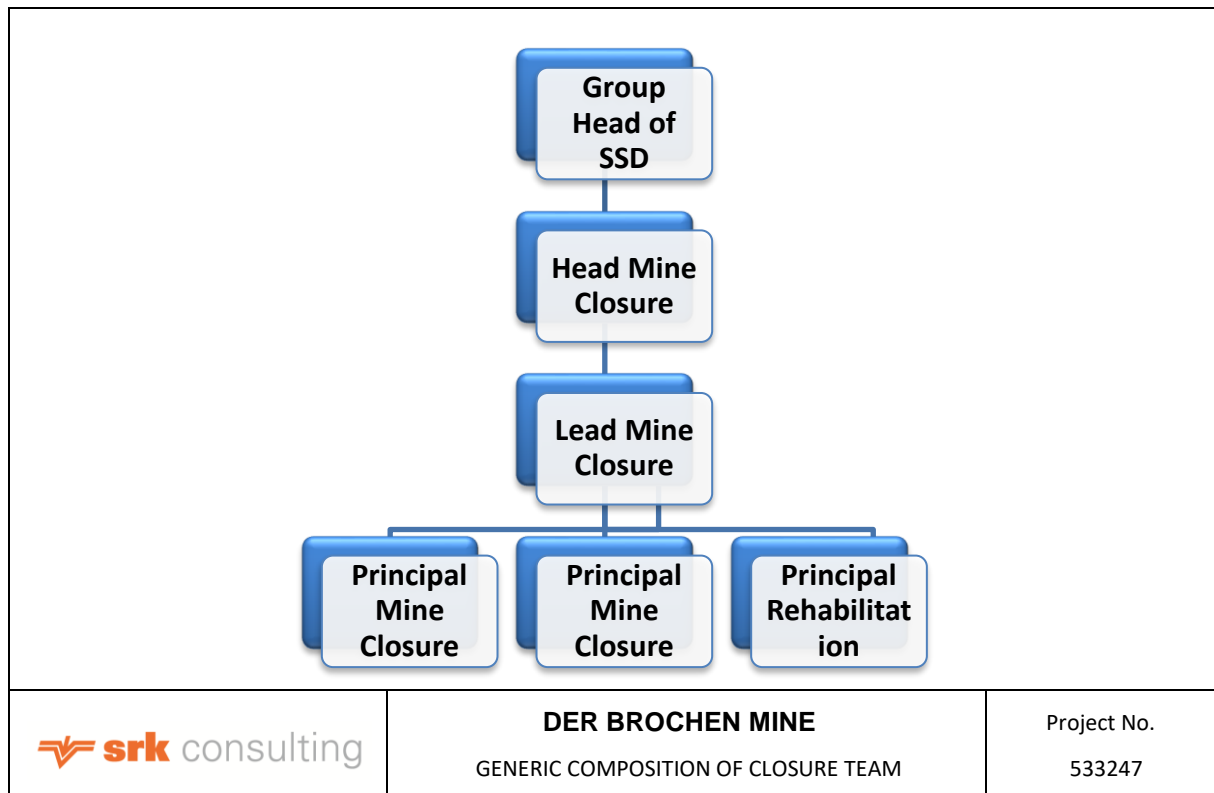 Group
Head of
SSD
Head Mine
Closure
Lead Mine
Closure
Principal
Mine
Closure
Principal
Mine
Closure
Principal
Rehabilitat
ion
srk consulting
DER BROCHEN MINE
GENERIC COMPOSITION OF CLOSURE TEAM
Project No.
533247